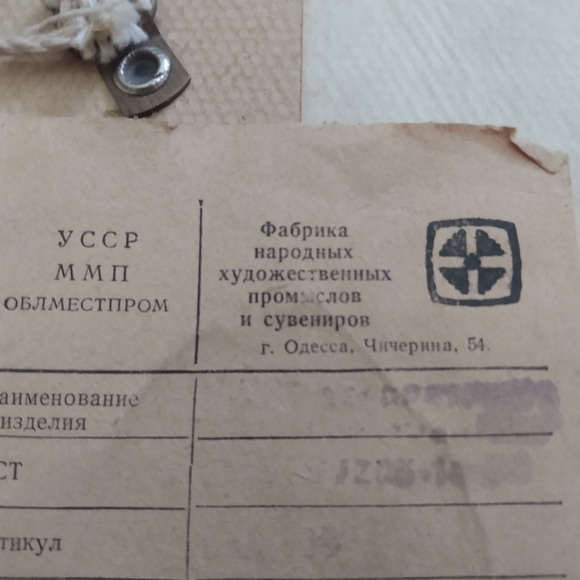 УССР
ММП
ОБЛМЕСТПРОМ
Фабрика
народных
художественных
промыслов
и сувениров
г. Одесса, Чичерина, 54.
аименование
изделия
СТ
тикул